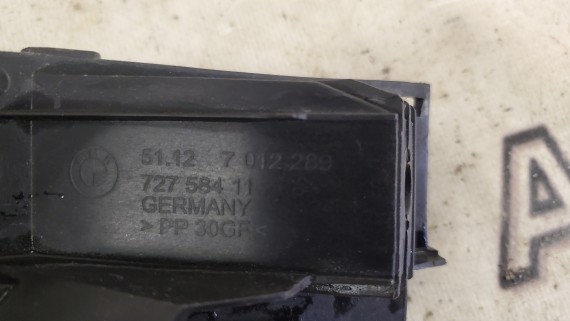 51.12 7 012.289
727 584 11
GERMANY
> PP 30GF <